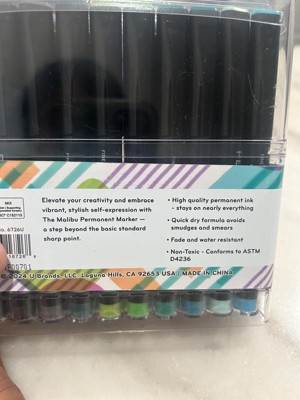 MIX
Elevate your creativity and embrace
vibrant, stylish self-expression with
The Malibu Permanent Marker —
a step beyond the basic standard
sharp point.
• High quality permanent ink
- stays on nearly everything
• Quick dry formula avoids
smudges and smears
• Fade and water resistant
• Non-Toxic - Conforms to ASTM
D4236
No. 6726U
2024 U Brands, LLC. Laguna Hills, CA 92653 USA | MADE IN CHINA